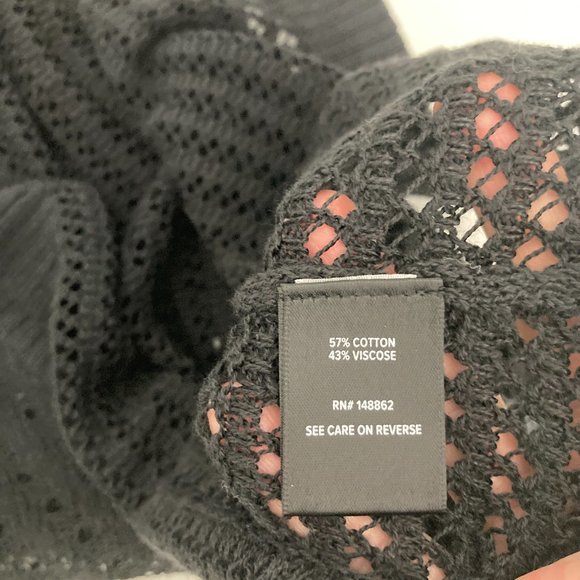 57% COTTON
43% VISCOSE
RN# 148862
SEE CARE ON REVERSE